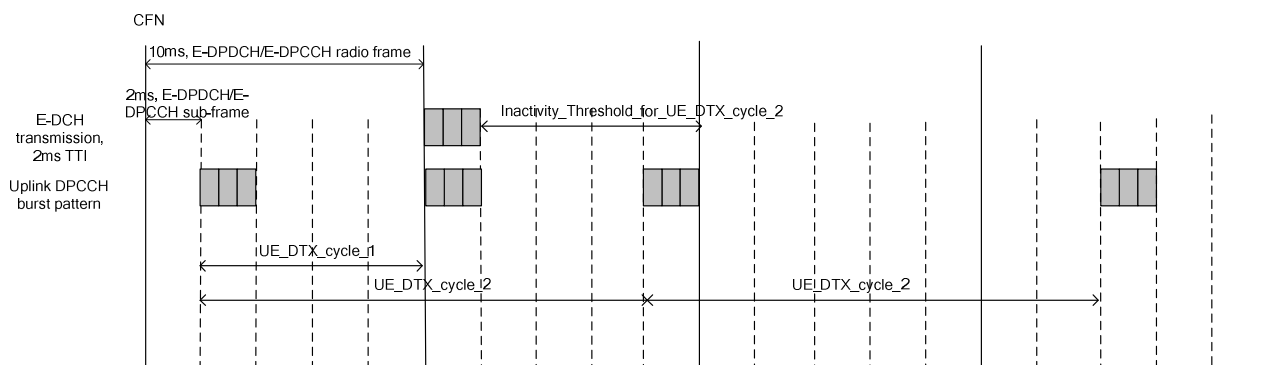 CFN
10ms, E-DPDCH/E-DPCCH radio frame
2ms, E-DPDCH/E-
DPCCH sub-frame
Inactivity_Threshold_for_UE_DTX_cycle_2
E-DCH
transmission,
2ms TTI
Uplink DPCCH
burst pattern
UE_DTX_cycle_1
UE_DTX_cycle_2
UE_DTX_cycle_2